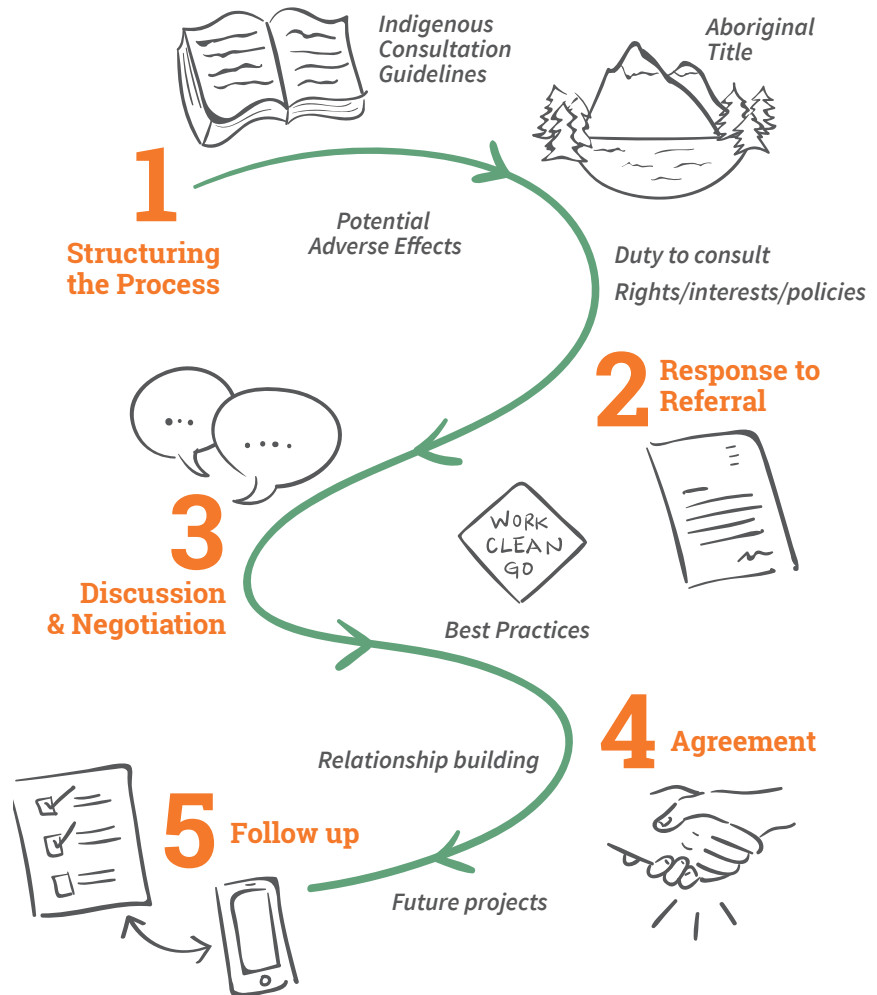 Indigenous
Consultation
Guidelines
Aboriginal
Title
1
Structuring
the Process
Potential
Adverse Effects
Duty to consult
Rights/interests/policies
2
Response to
Referral
3
Discussion
& Negotiation
WORK
CLEAN
GO
Best Practices
4
Agreement
Relationship building
5
Follow up
Future projects